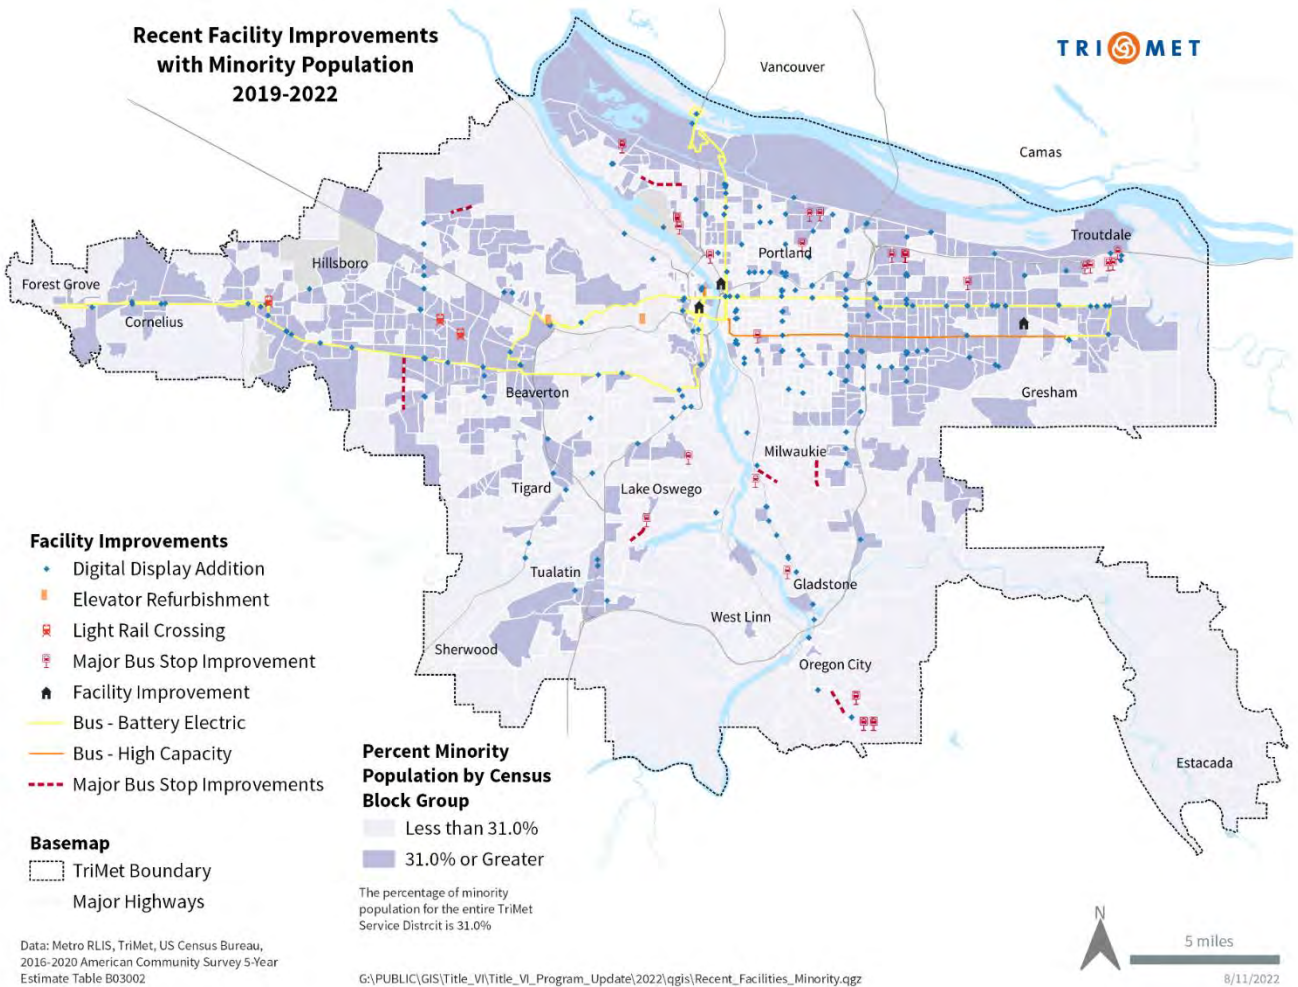 Recent Facility Improvements
with Minority Population
2019-2022
TRI MET
Vancouver
Camas
Troutdale
Portland
Hillsboro
Forest Grove
Cornelius
Beaverton
Gresham
Milwaukie
Tigard
Lake Oswego
Tualatin
Gladstone
West Linn
Sherwood
Oregon City
Estacada
Facility Improvements
Digital Display Addition
Elevator Refurbishment
Light Rail Crossing
Major Bus Stop Improvement
Facility Improvement
Bus - Battery Electric
Bus - High Capacity
Major Bus Stop Improvements
Basemap
TriMet Boundary
Major Highways
Percent Minority
Population by Census
Block Group
Less than 31.0%
31.0% or Greater
The percentage of minority
population for the entire TriMet
Service Distrcit is 31.0%
Data: Metro RLIS, TriMet, US Census Bureau,
2016-2020 American Community Survey 5-Year
Estimate Table B03002
G:\PUBLIC\GIS\Title_VI\Title_VI_Program_Update\2022\qgis\Recent_Facilities_Minority.qgz
N
5 miles
8/11/2022